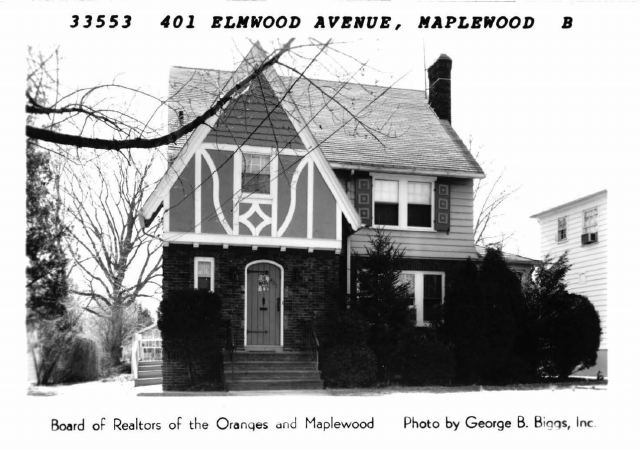 33553 401 ELMWOOD AVENUE, MAPLEWOOD B
Board of Realtors of the Oranges and Maplewood Photo by George B. Biggs, Inc.